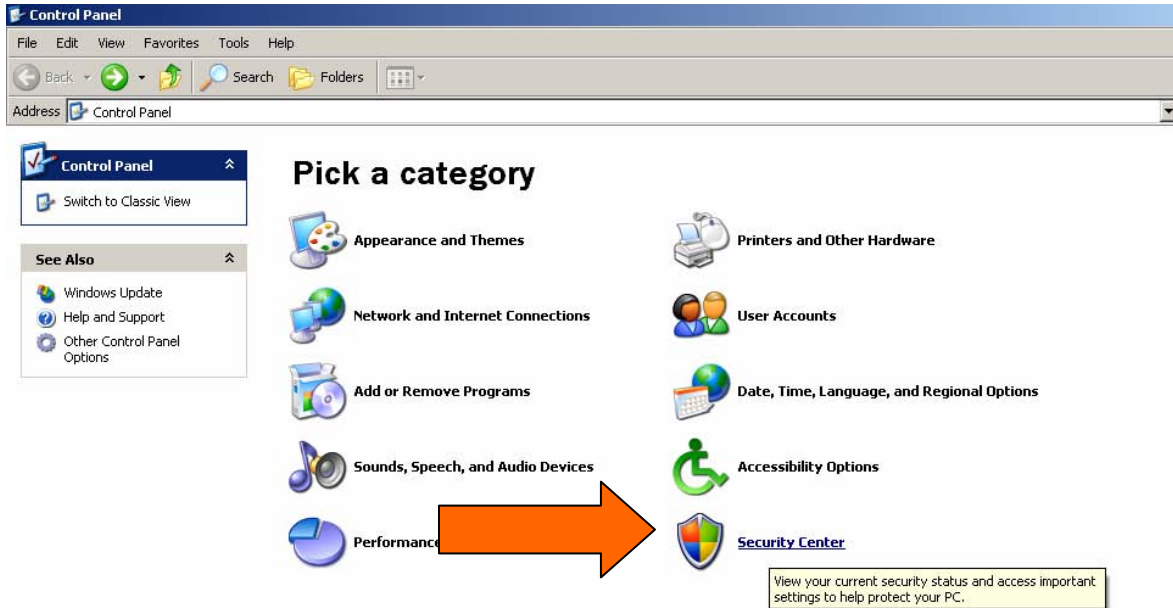 Control Panel
File Edit View Favorites Tools Help
Back Search Folders
Address Control Panel
Control Panel
Switch to Classic View
See Also
Windows Update
Help and Support
Other Control Panel
Options
Pick a category
Appearance and Themes
Printers and Other Hardware
Network and Internet Connections
User Accounts
Add or Remove Programs
Date, Time, Language, and Regional Options
Sounds, Speech, and Audio Devices
Accessibility Options
Performance
Security Center
View your current security status and access important
settings to help protect your PC.